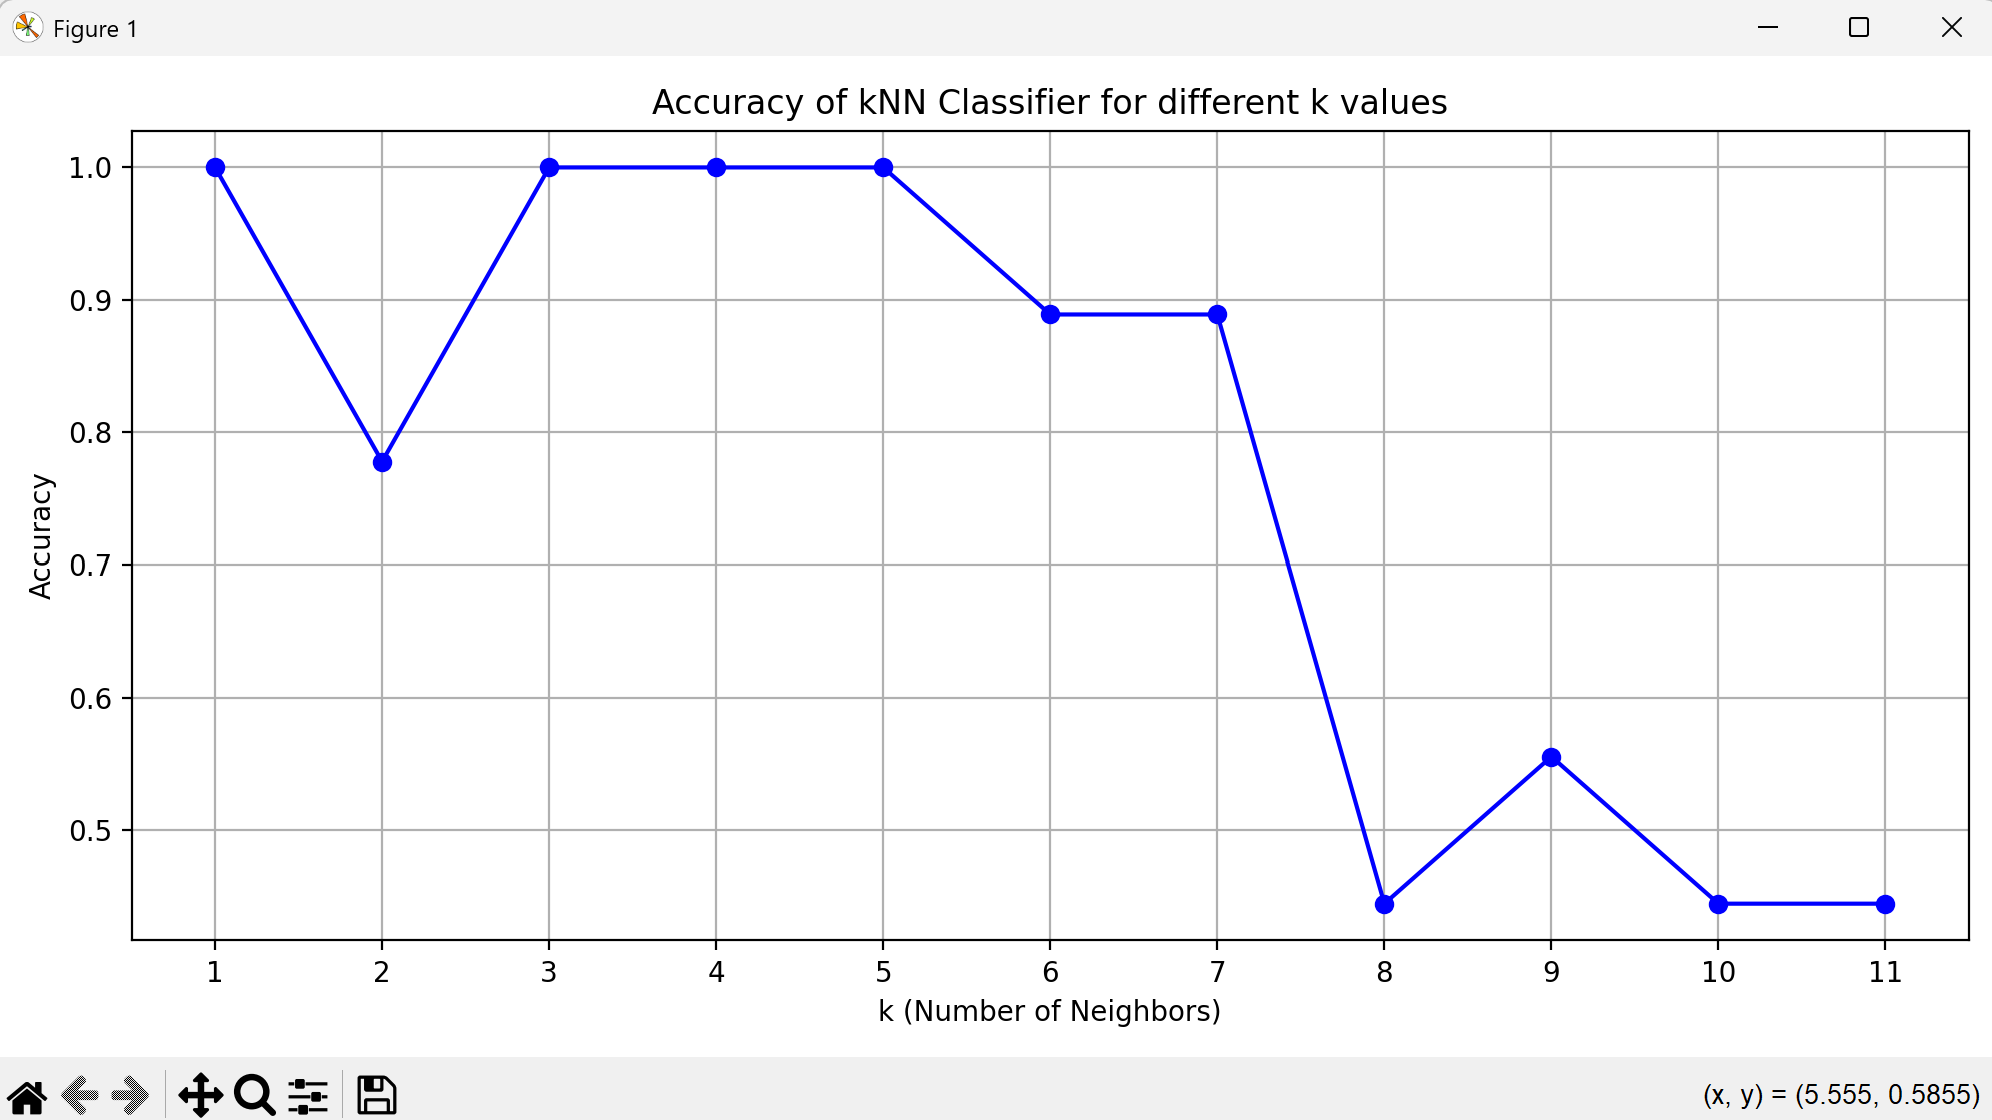 Figure 1
Accuracy of kNN Classifier for different k values
1.0
0.9
0.8
0.7
0.6
0.5
Accuracy
1 2 3 4 5 6 7 8 9 10 11
k (Number of Neighbors)
(x, y) = (5.555, 0.5855)